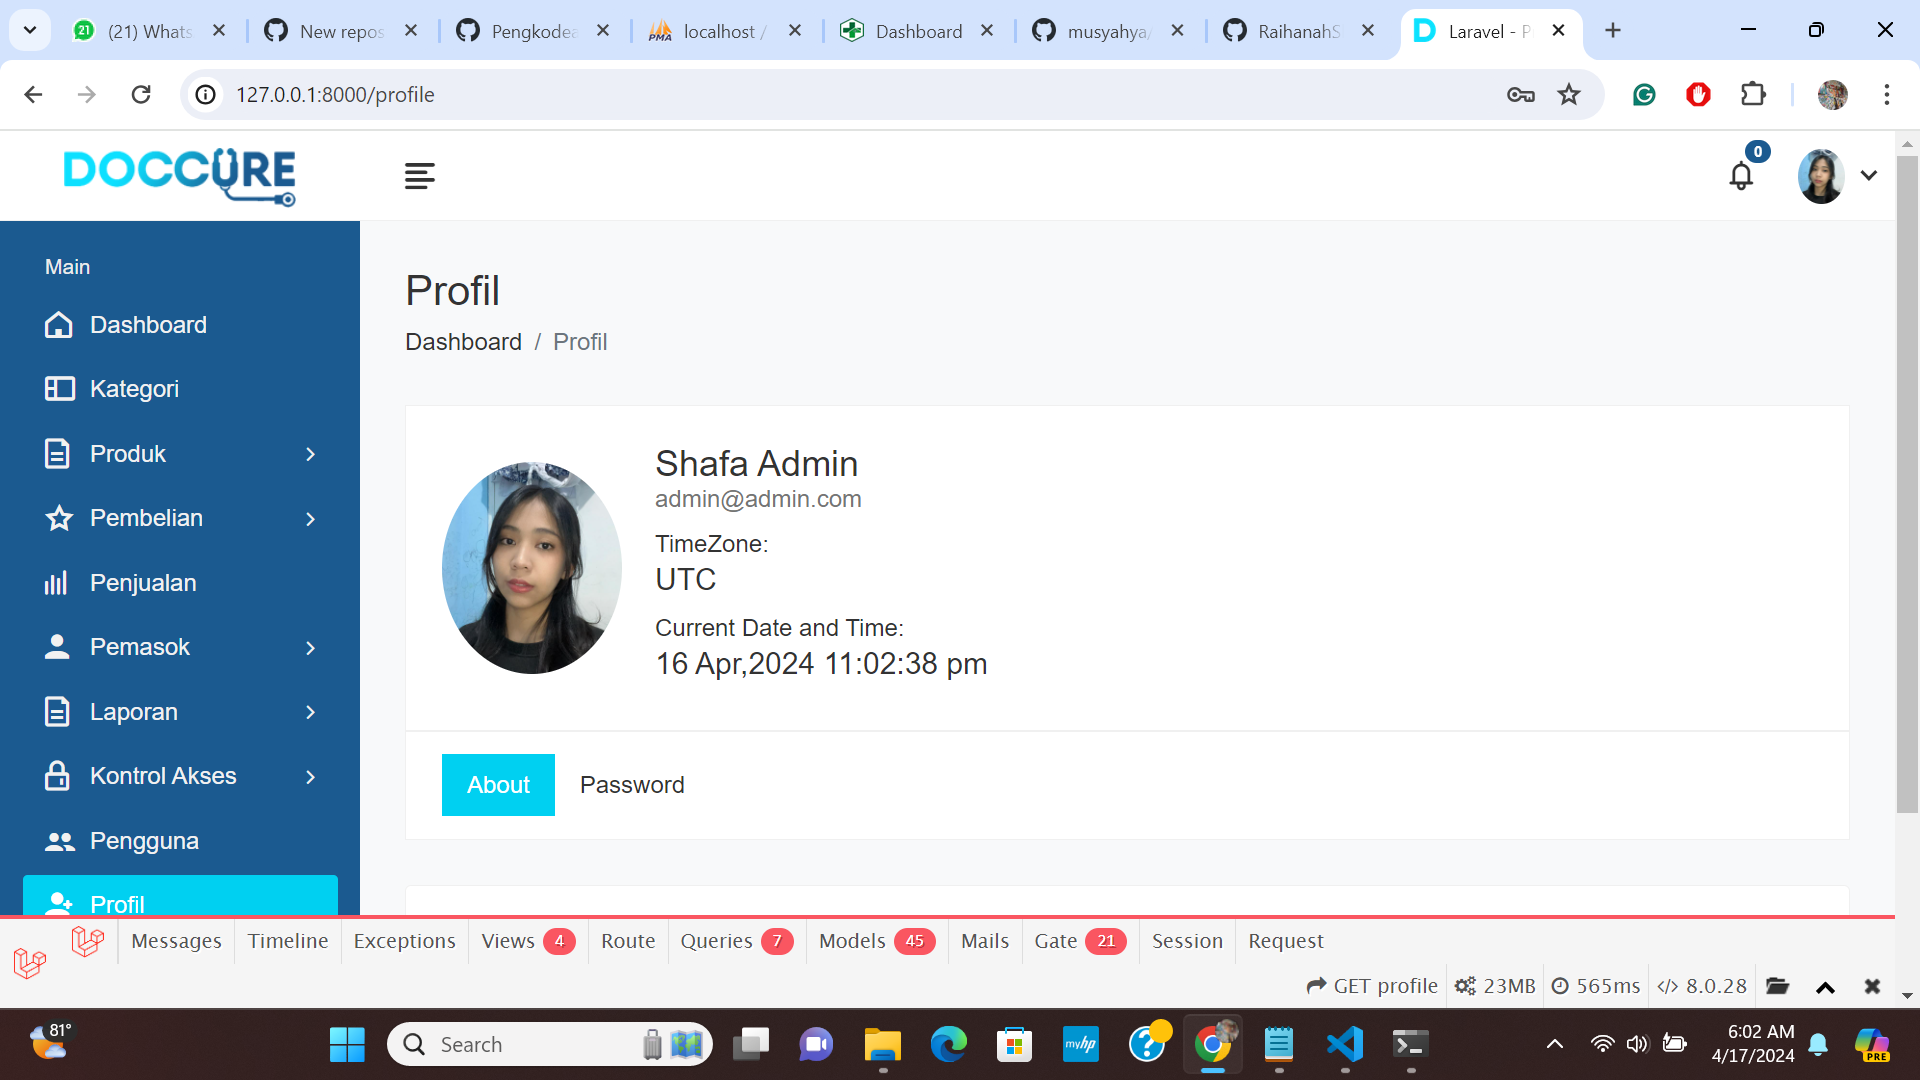 21
(21) Whats
New repos
Pengkodea
PMA
localhost /
Dashboard
musyahya/
RaihanahS
D
Laravel - P
127.0.0.1:8000/profile
DOCCURE
0
Main
Dashboard
Kategori
Produk
Pembelian
Penjualan
Pemasok
Laporan
Kontrol Akses
Pengguna
Profil
Profil
Dashboard / Profil
Shafa Admin
admin@admin.com
TimeZone:
UTC
Current Date and Time:
16 Apr,2024 11:02:38 pm
About
Password
Messages
Timeline
Exceptions
Views 4
Route
Queries 7
Models 45
Mails
Gate 21
Session
Request
GET profile
23MB
565ms
</> 8.0.28
81°
Search
myhp
6:02 AM
4/17/2024
PRE